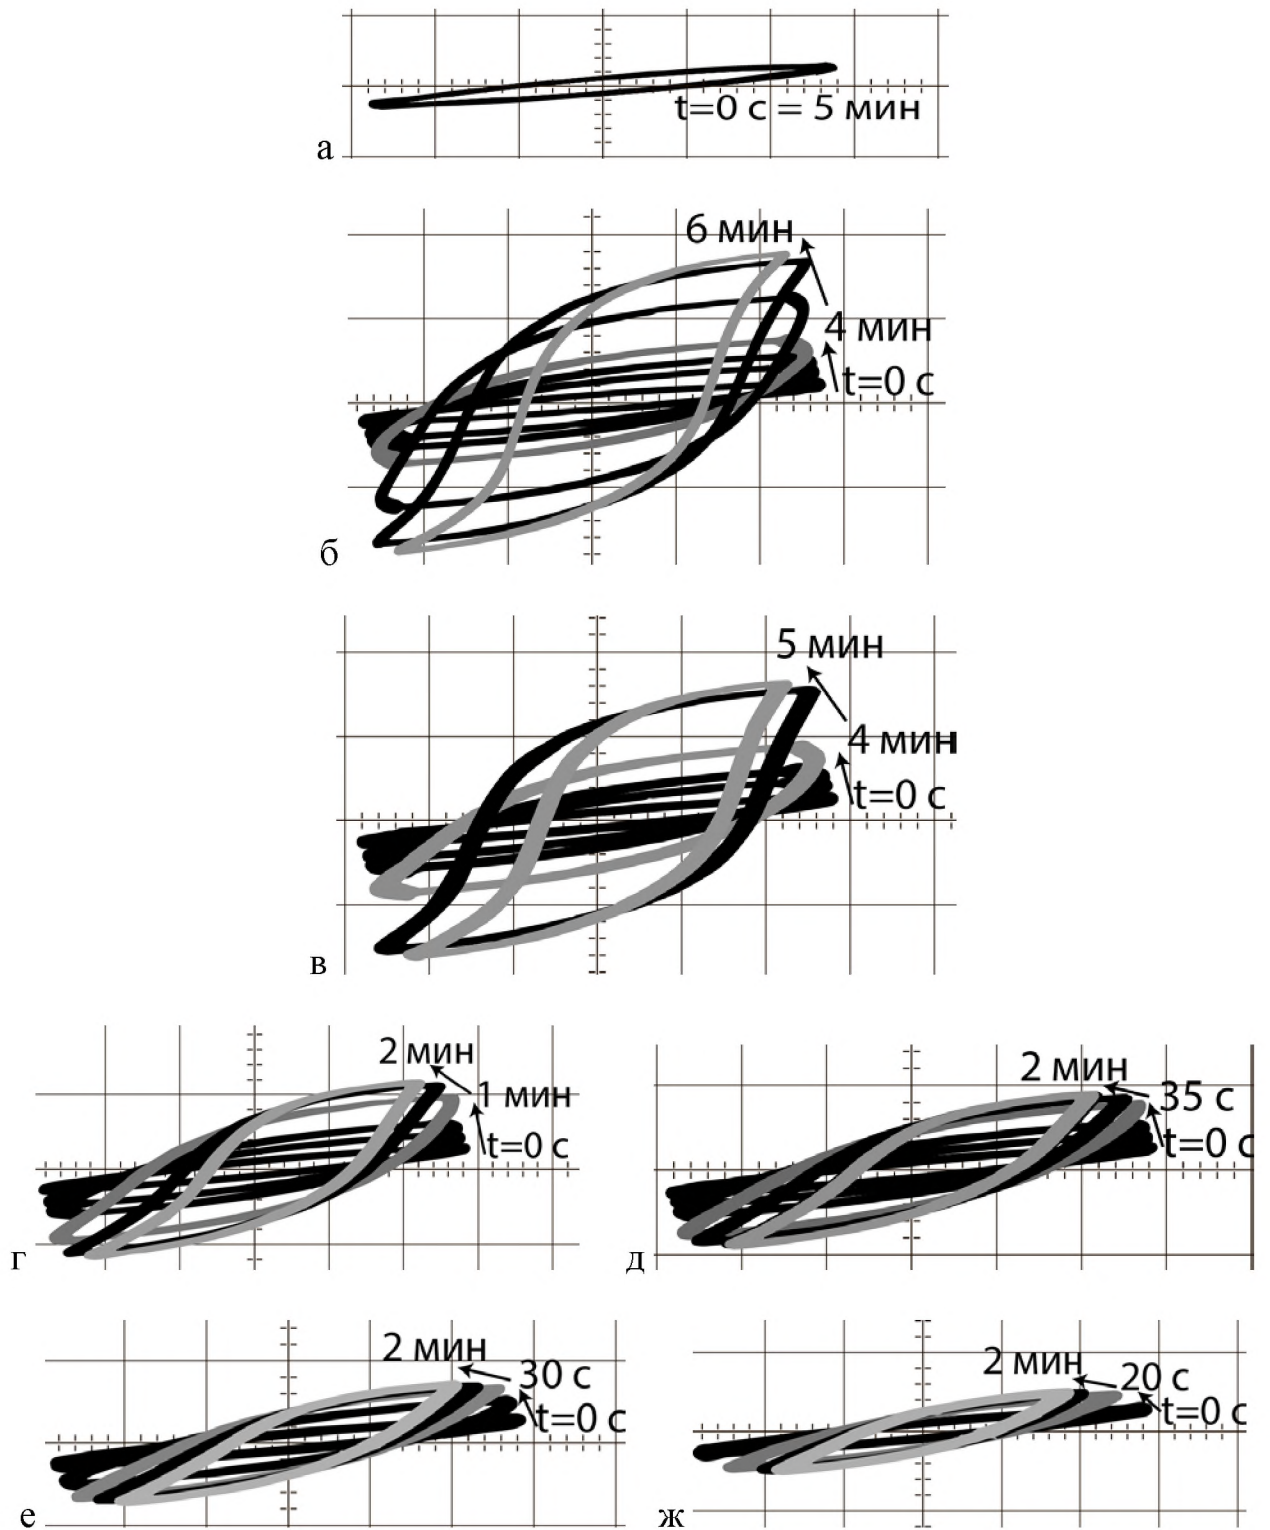 t=0 с = 5 мин
а
6 мин
4 мин
t=0 с
б
5 мин
4 мин
t=0 с
в
2 мин
1 мин
t=0 с
г
2 мин
35 с
t=0 с
д
2 мин
30 с
t=0 с
е
2 мин
20 с
t=0 с
ж